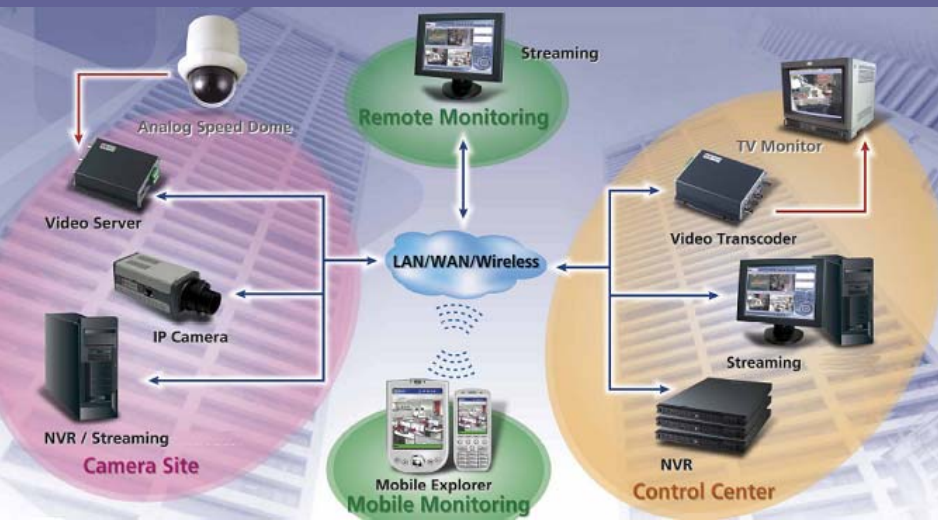 Streaming
Remote Monitoring
Analog Speed Dome
TV Monitor
Video Server
Video Transcoder
LAN/WAN/Wireless
IP Camera
Streaming
NVR / Streaming
Camera Site
NVR
Control Center
Mobile Explorer
Mobile Monitoring